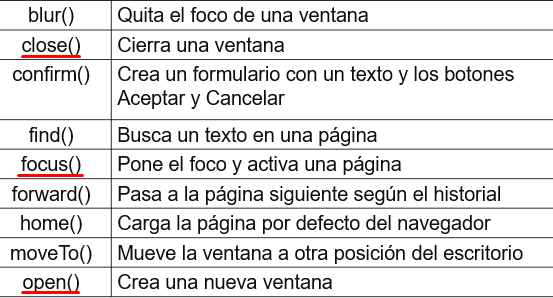 blur() Quita el foco de una ventana
close() Cierra una ventana
confirm() Crea un formulario con un texto y los botones
Aceptar y Cancelar
find() Busca un texto en una página
focus() Pone el foco y activa una página
forward() Pasa a la página siguiente según el historial
home() Carga la página por defecto del navegador
moveTo() Mueve la ventana a otra posición del escritorio
open() Crea una nueva ventana